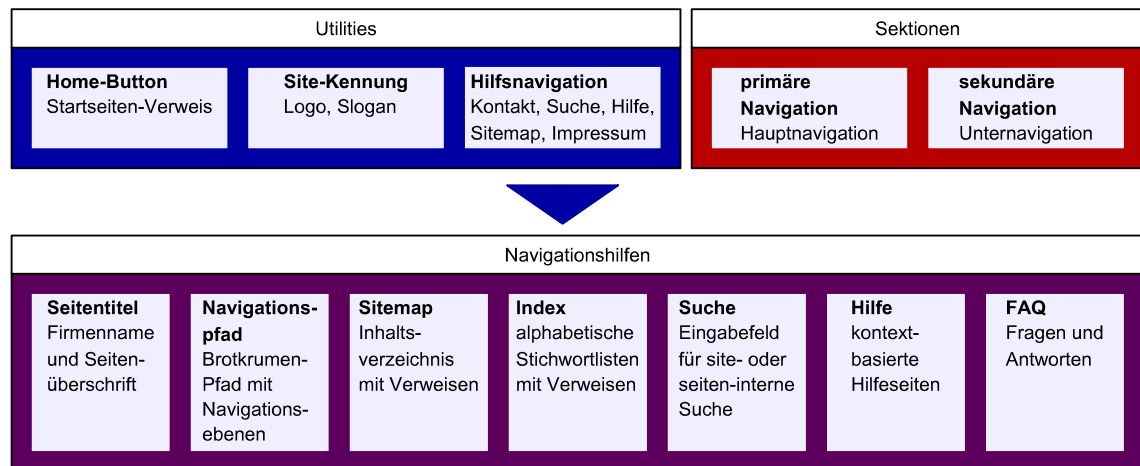 Utilities
Home-Button
Startseiten-Verweis
Site-Kennung
Logo, Slogan
Hilfsnavigation
Kontakt, Suche, Hilfe,
Sitemap, Impressum
Sektionen
primäre
Navigation
Hauptnavigation
sekundäre
Navigation
Unternavigation
Navigationshilfen
Seitentitel
Firmenname
und Seiten-
überschrift
Navigations-
pfad
Brotkrumen-
Pfad mit
Navigations-
ebenen
Sitemap
Inhalts-
verzeichnis
mit Verweisen
Index
alphabetische
Stichwortlisten
mit Verweisen
Suche
Eingabefeld
für site- oder
seiten-interne
Suche
Hilfe
kontext-
basierte
Hilfeseiten
FAQ
Fragen und
Antworten